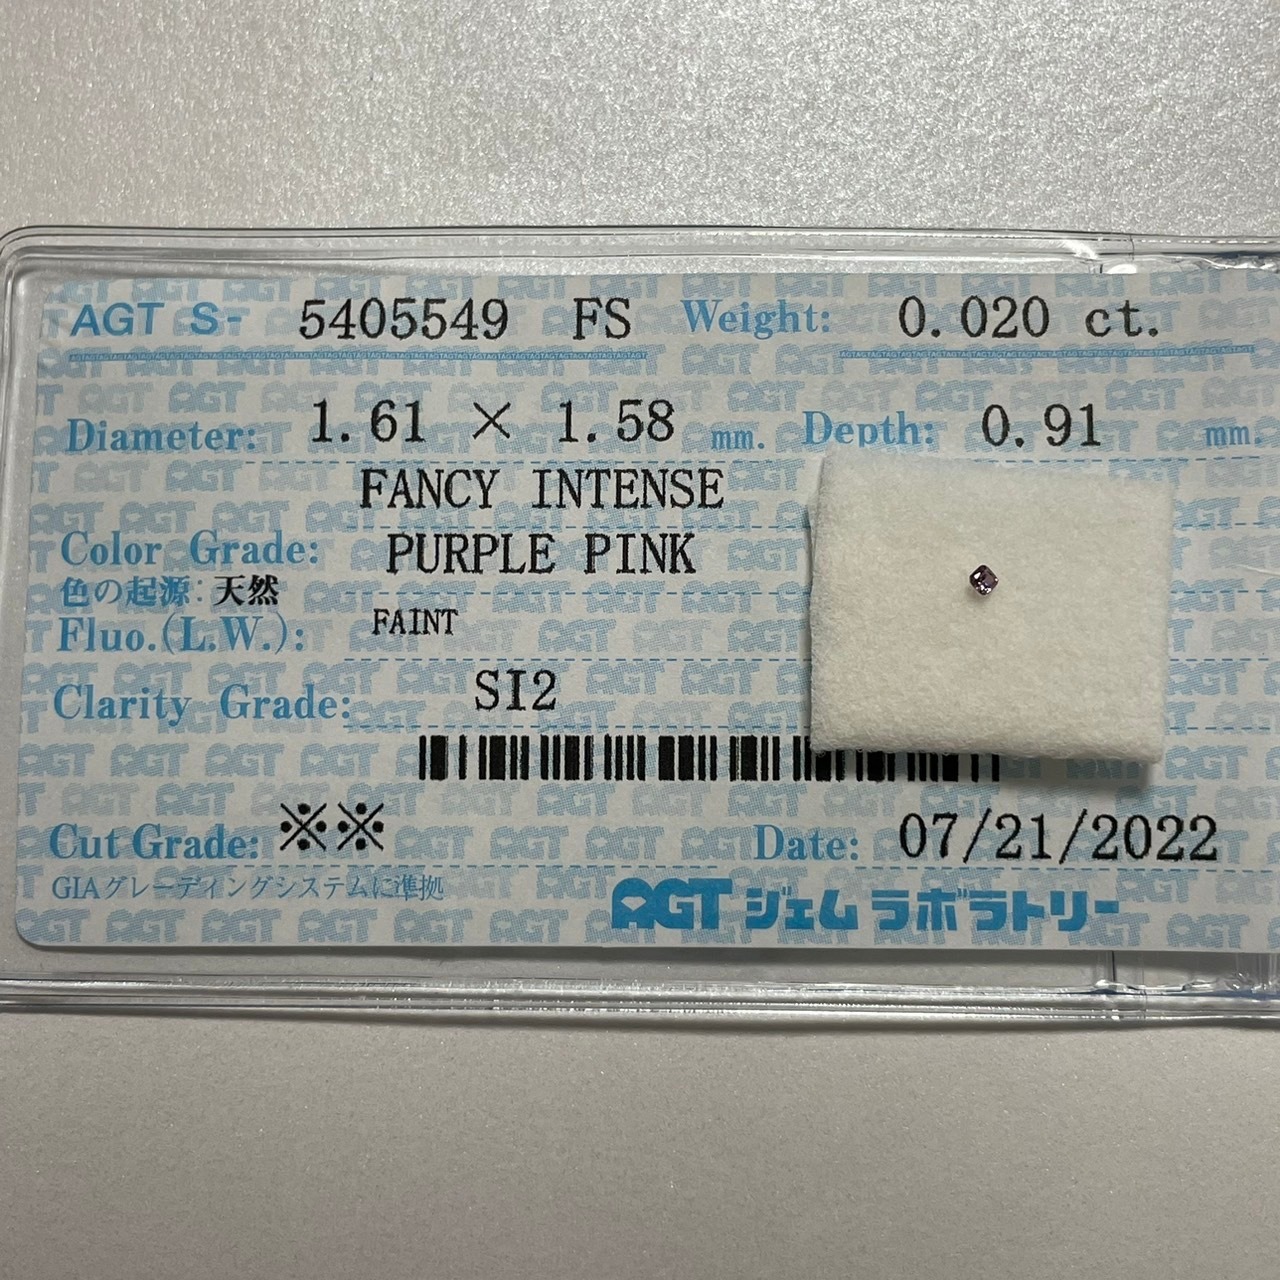 AGT S- 5405549 FS Weight: 0.020 ct.
Diameter: 1.61 × 1.58 mm. Depth: 0.91 mm.
FANCY INTENSE
Color Grade: PURPLE PINK
色の起源: 天然
Fluo.(L.W.): FAINT
Clarity Grade: SI2
Cut Grade: ※※ Date: 07/21/2022
GIAグレーディングシステムに準拠
AGT ジェム ラボラトリー